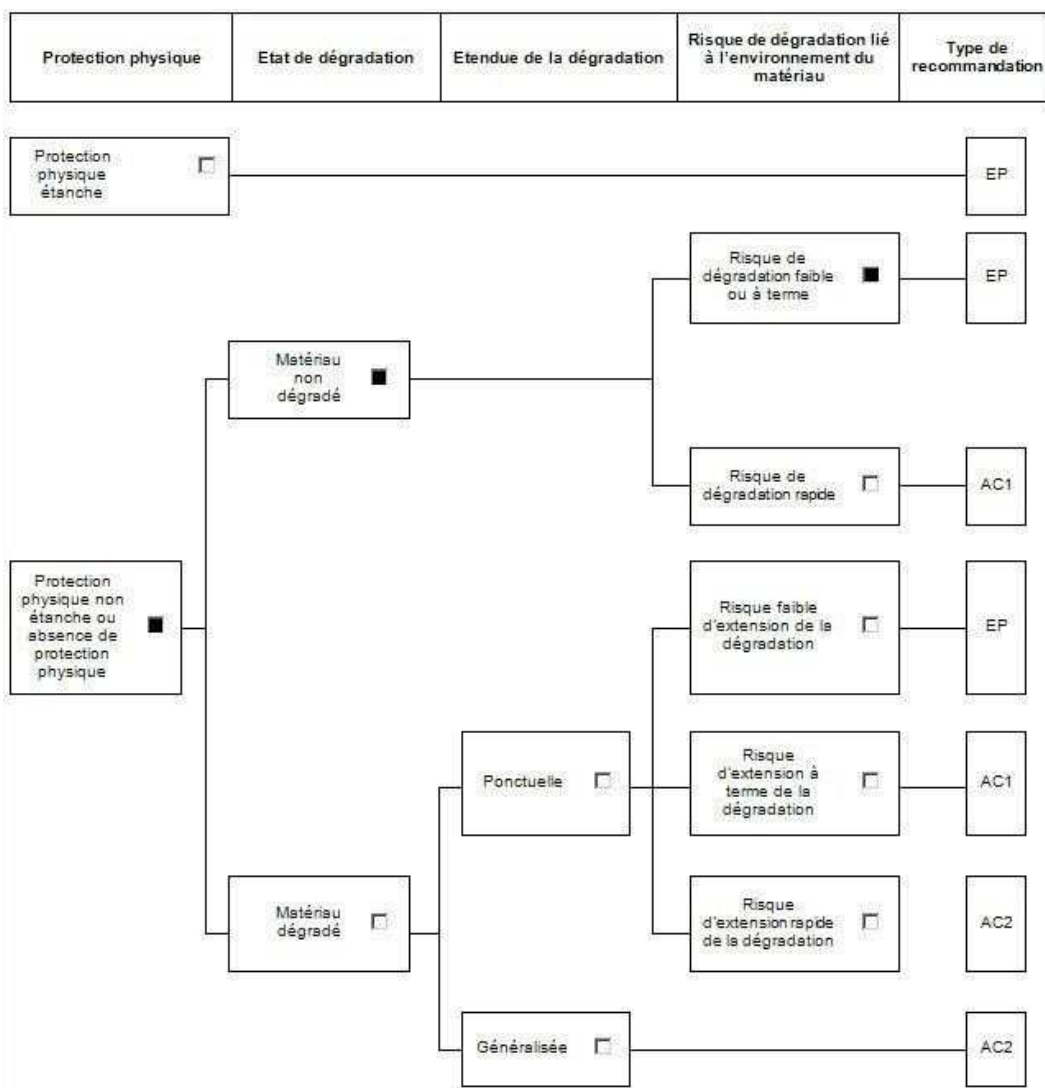 Protection physique
Etat de dégradation
Etendue de la dégradation
Risque de dégradation lié
à l'environnement du
matériau
Type de
recommandation
Protection
physique
étanche
EP
Risque de
dégradation faible
ou à terme
EP
Matériau
non
dégradé
Risque de
dégradation rapide
AC1
Protection
physique non
étanche ou
absence de
protection
physique
Risque faible
d'extension de la
dégradation
EP
Ponctuelle
Risque
d'extension à
terme de la
dégradation
AC1
Matériau
dégradé
Risque
d'extension rapide
de la dégradation
AC2
Généralisée
AC2